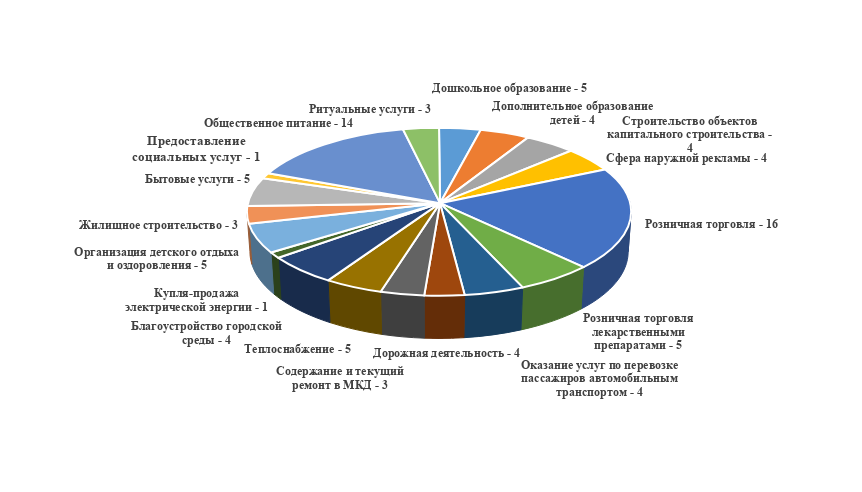 Дошкольное образование - 5
Дополнительное образование
детей - 4
Строительство объектов
капитального строительства -
4
Сфера наружной рекламы - 4
Розничная торговля - 16
Розничная торговля
лекарственными
препаратами - 5
Оказание услуг по перевозке
пассажиров автомобильным
транспортом - 4
Дорожная деятельность - 4
Содержание и текущий
ремонт в МКД - 3
Теплоснабжение - 5
Благоустройство городской
среды - 4
Купля-продажа
электрической энергии - 1
Организация детского отдыха
и оздоровления - 5
Жилищное строительство - 3
Бытовые услуги - 5
Предоставление
социальных услуг - 1
Общественное питание - 14
Ритуальные услуги - 3